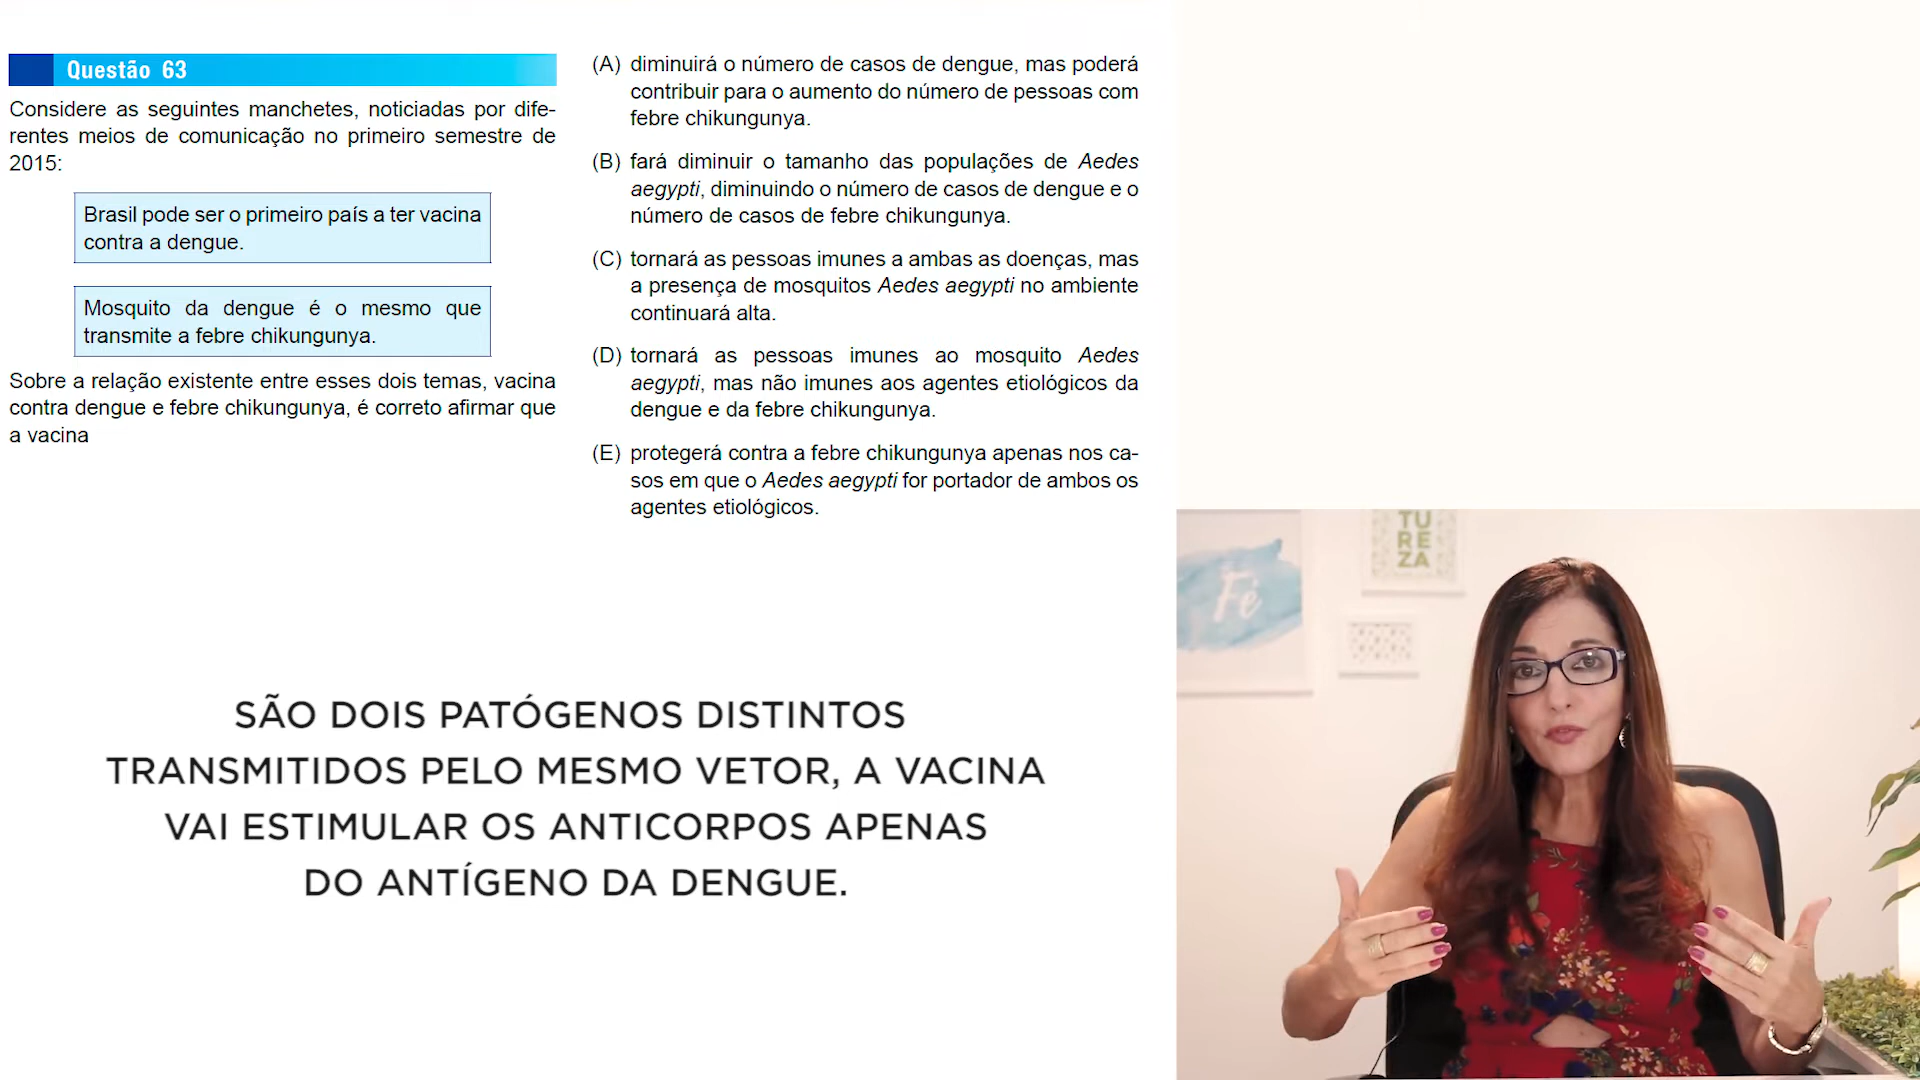 Questão 63
Considere as seguintes manchetes, noticiadas por dife-
rentes meios de comunicação no primeiro semestre de
2015:
Brasil pode ser o primeiro país a ter vacina
contra a dengue.
Mosquito da dengue é o mesmo que
transmite a febre chikungunya.
Sobre a relação existente entre esses dois temas, vacina
contra dengue e febre chikungunya, é correto afirmar que
a vacina
(A) diminuirá o número de casos de dengue, mas poderá
contribuir para o aumento do número de pessoas com
febre chikungunya.
(B) fará diminuir o tamanho das populações de Aedes
aegypti, diminuindo o número de casos de dengue e o
número de casos de febre chikungunya.
(C) tornará as pessoas imunes a ambas as doenças, mas
a presença de mosquitos Aedes aegypti no ambiente
continuará alta.
(D) tornará as pessoas imunes ao mosquito Aedes
aegypti, mas não imunes aos agentes etiológicos da
dengue e da febre chikungunya.
(E) protegerá contra a febre chikungunya apenas nos ca-
sos em que o Aedes aegypti for portador de ambos os
agentes etiológicos.
SÃO DOIS PATÓGENOS DISTINTOS
TRANSMITIDOS PELO MESMO VETOR, A VACINA
VAI ESTIMULAR OS ANTICORPOS APENAS
DO ANTÍGENO DA DENGUE.
TU
RE
ZA
Fé